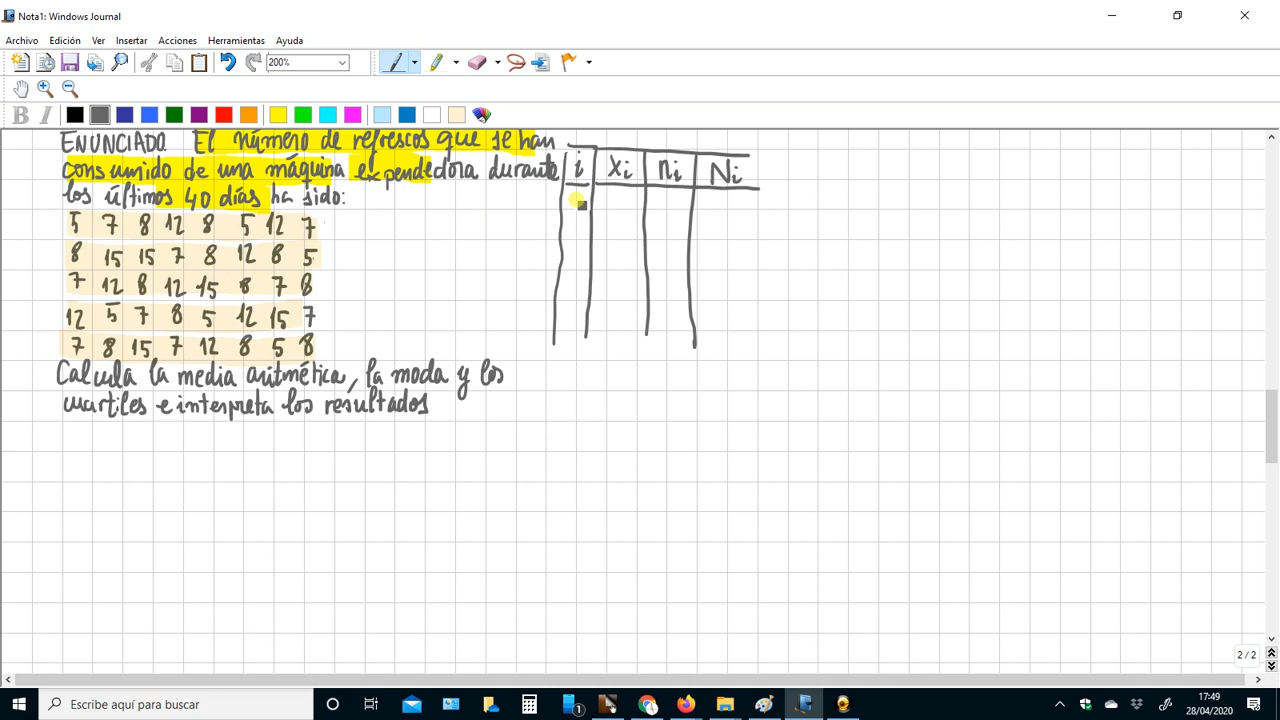 Nota1: Windows Journal
Archivo Edición Ver Insertar Acciones Herramientas Ayuda
200%
B I
ENUNCIADO. El número de refrescos que se han
consumido de una máquina expendedora durante
los últimos 40 días ha sido:
5 7 8 12 8 5 12 7
8 15 15 7 8 12 8 5
7 12 8 12 15 8 7 8
12 5 7 8 5 12 15 7
7 8 15 7 12 8 5 8
Calcula la media aritmética, la moda y los
cuartiles e interpreta los resultados
i xi ni Ni
2 / 2
Escribe aquí para buscar
1
17:49
28/04/2020